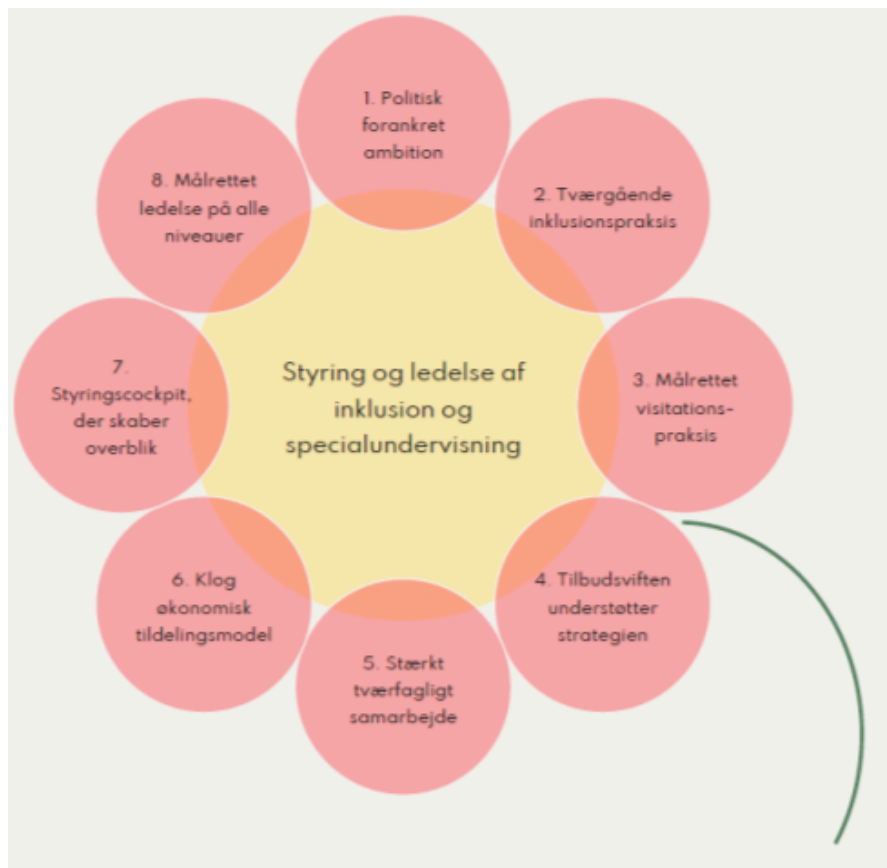 1. Politisk
forankret
ambition
2. Tværgående
inklusionspraksis
3. Målrettet
visitations-
praksis
4. Tilbudsviften
understøtter
strategien
5. Stærkt
tværfagligt
samarbejde
6. Klog
økonomisk
tildelingsmodel
7.
Styringscockpit,
der skaber
overblik
8. Målrettet
ledelse på alle
niveauer
Styring og ledelse af
inklusion og
specialundervisning